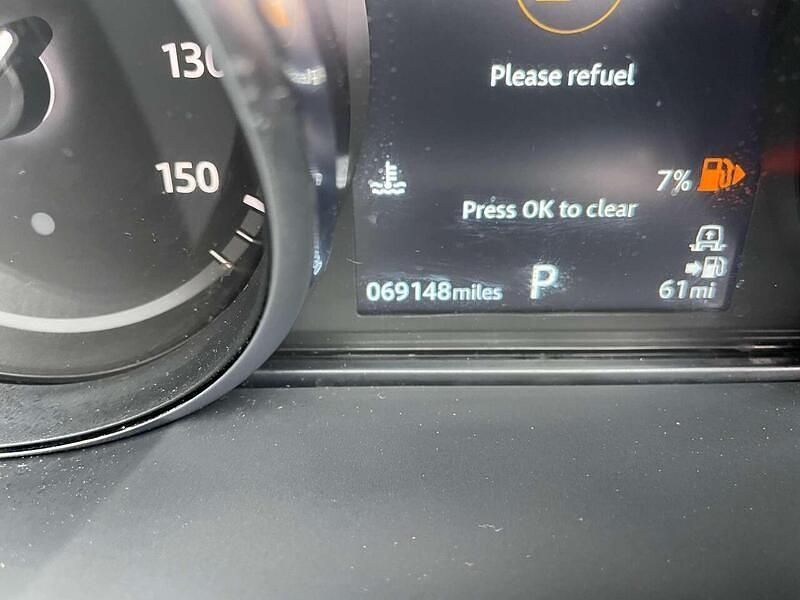 130
150
Please refuel
7%
Press OK to clear
069148miles P 61mi